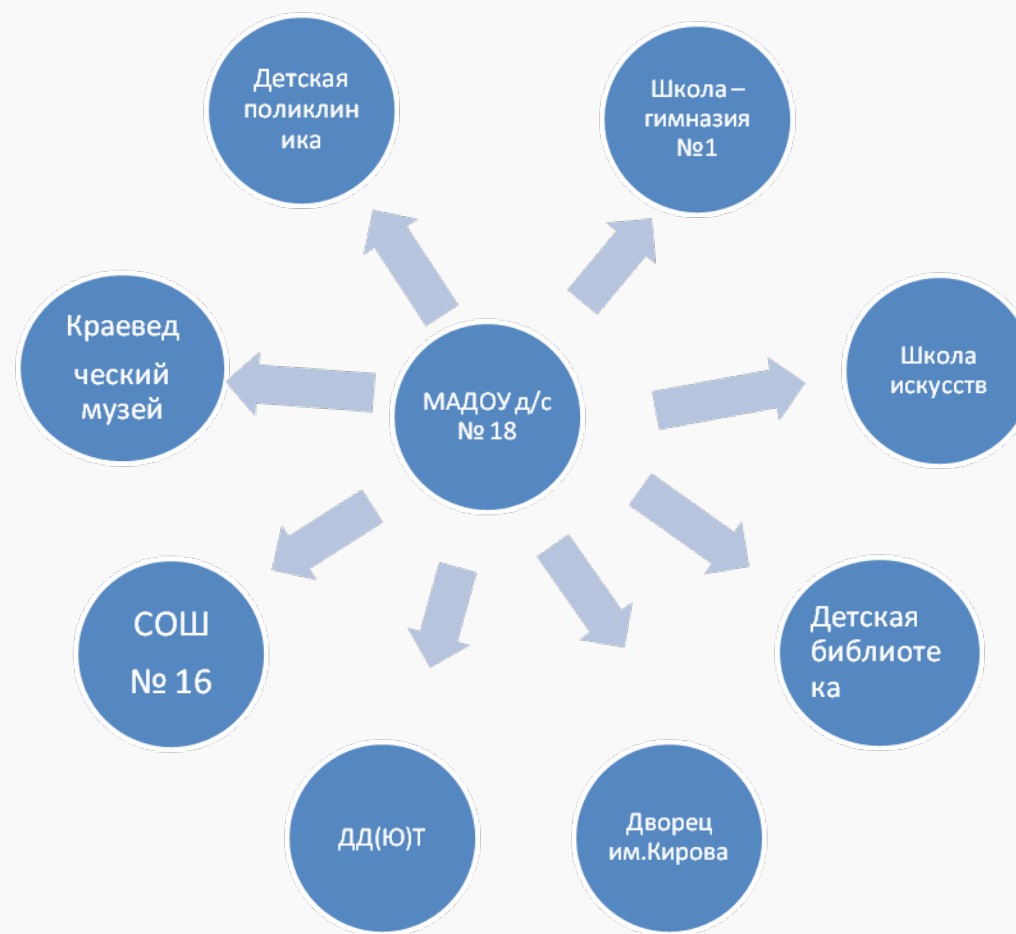 Детская
поликлин
ика
Школа –
гимназия
№1
Краевед
ческий
музей
МАДОУ д/с
№ 18
Школа
искусств
СОШ
№ 16
Детская
библиоте
ка
ДД(Ю)Т
Дворец
им.Кирова